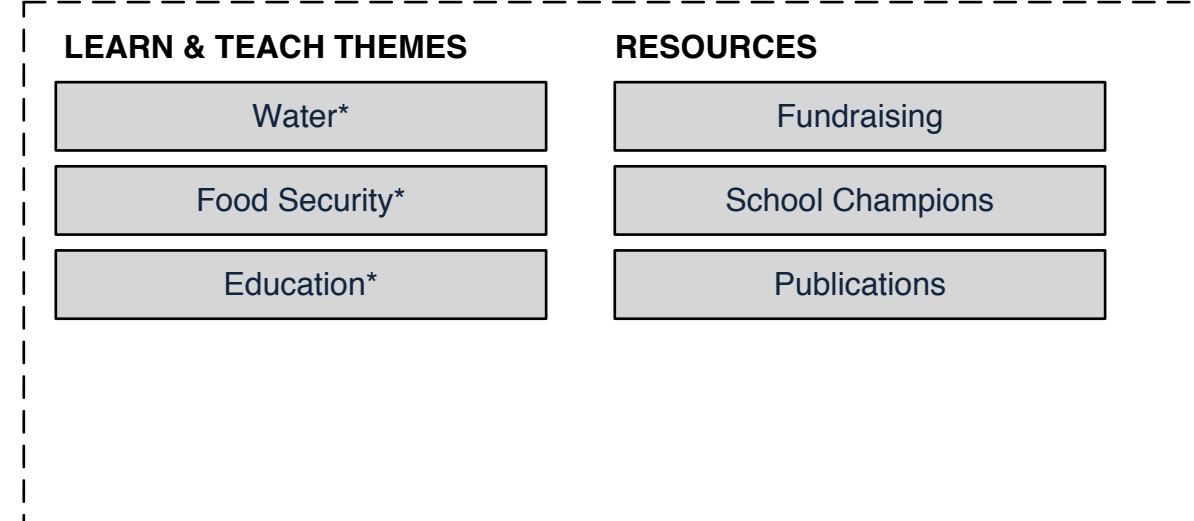 LEARN & TEACH THEMES
Water*
Food Security*
Education*
RESOURCES
Fundraising
School Champions
Publications